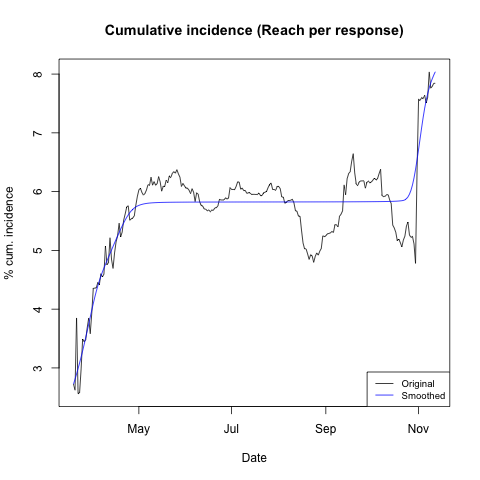 Cumulative incidence (Reach per response)
% cum. incidence
8
7
6
5
4
3
May
Jul
Sep
Nov
Date
Original
Smoothed